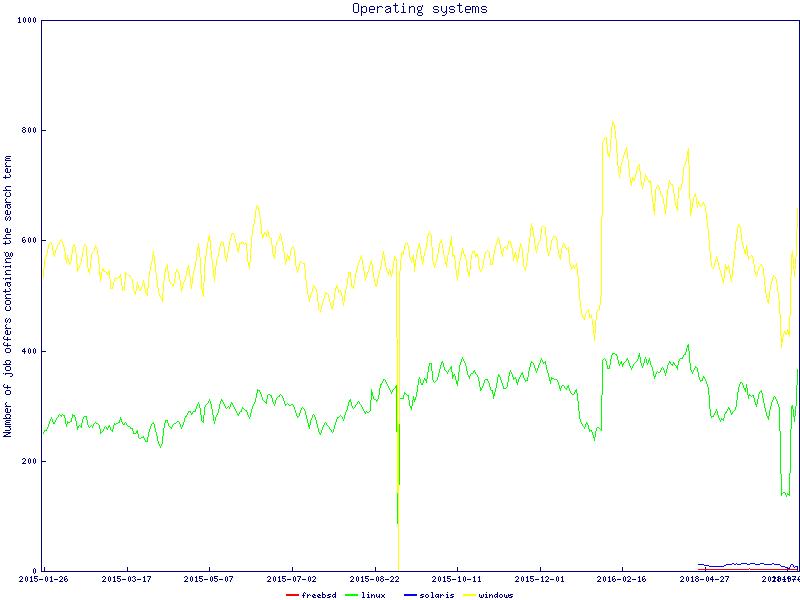 Operating systems
1000
800
600
400
200
0
Number of job offers containing the search term
2015-01-26 2015-03-17 2015-05-07 2015-07-02 2015-08-22 2015-10-11 2015-12-01 2016-02-16 2018-04-27
freebsd linux solaris windows